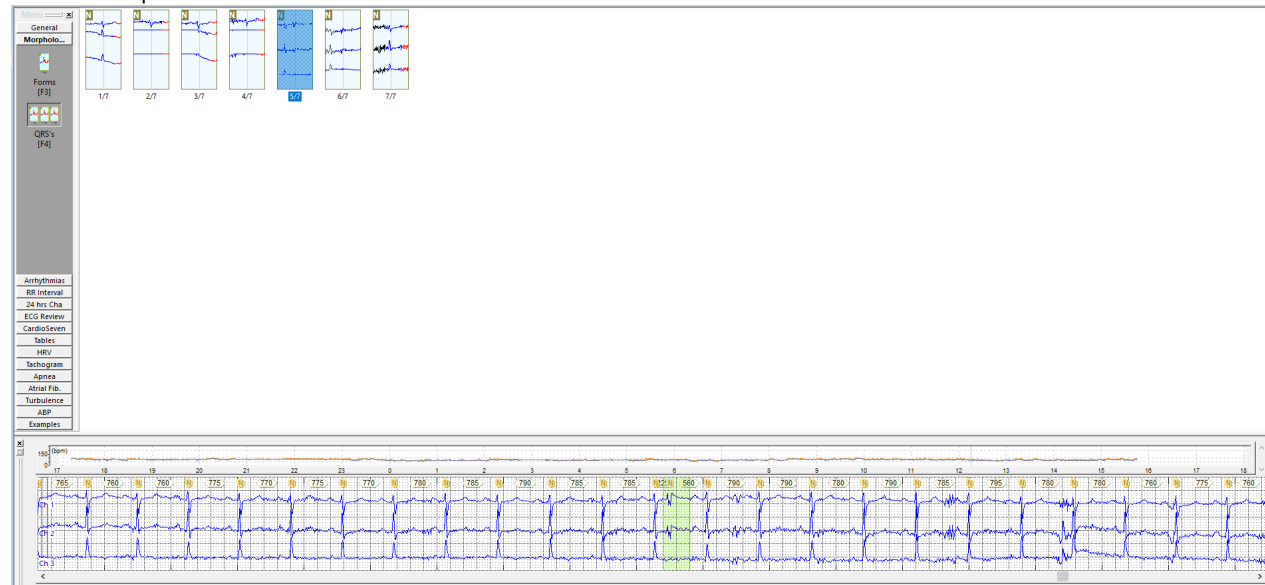 Menu
General
Morpholo...
Forms
[F3]
QRS's
[F4]
Arrhythmias
RR Interval
24 hrs Cha
ECG Review
CardioSeven
Tables
HRV
Tachogram
Apnea
Atrial Fib.
Turbulence
ABP
Examples
N N N N N N N
1/7 2/7 3/7 4/7 5/7 6/7 7/7
150 (bpm)
0
17 18 19 20 21 22 23 0 1 2 3 4 5 6 7 8 9 10 11 12 13 14 15 16 17 18
765 N 760 N 760 N 775 N 770 N 775 N 770 N 780 N 785 N 790 N 785 N 785 N N 560 N 790 N 790 N 780 N 790 N 785 N 795 N 780 N 780 N 760 N 775 N 760
Ch 1
Ch 2
Ch 3